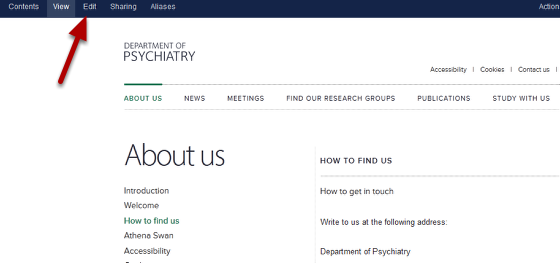 Contents View Edit Sharing Aliases Action
DEPARTMENT OF
PSYCHIATRY
Accessibility | Cookies | Contact us |
ABOUT US NEWS MEETINGS FIND OUR RESEARCH GROUPS PUBLICATIONS STUDY WITH US
About us
HOW TO FIND US
Introduction
How to get in touch
Welcome
How to find us
Write to us at the following address:
Athena Swan
Accessibility
Department of Psychiatry